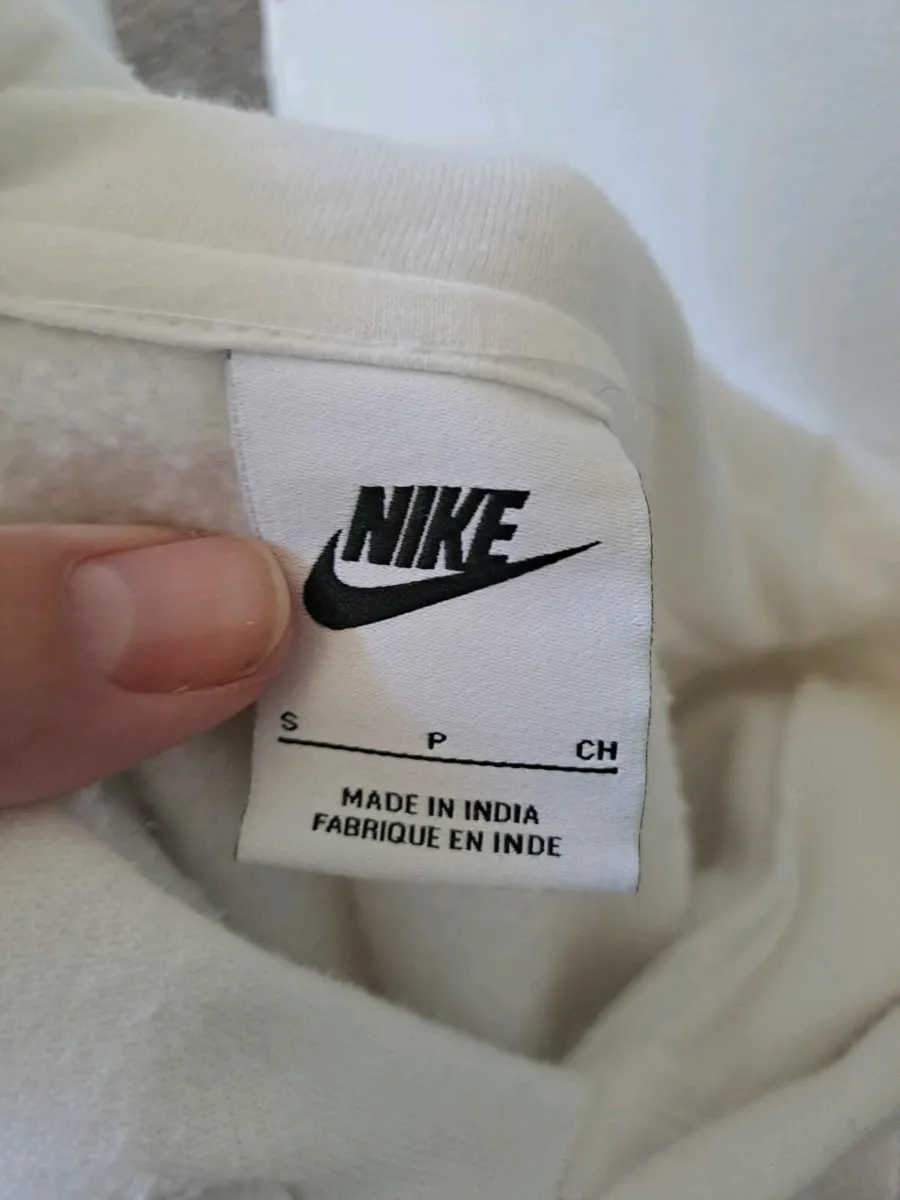 NIKE
S P CH
MADE IN INDIA
FABRIQUE EN INDE